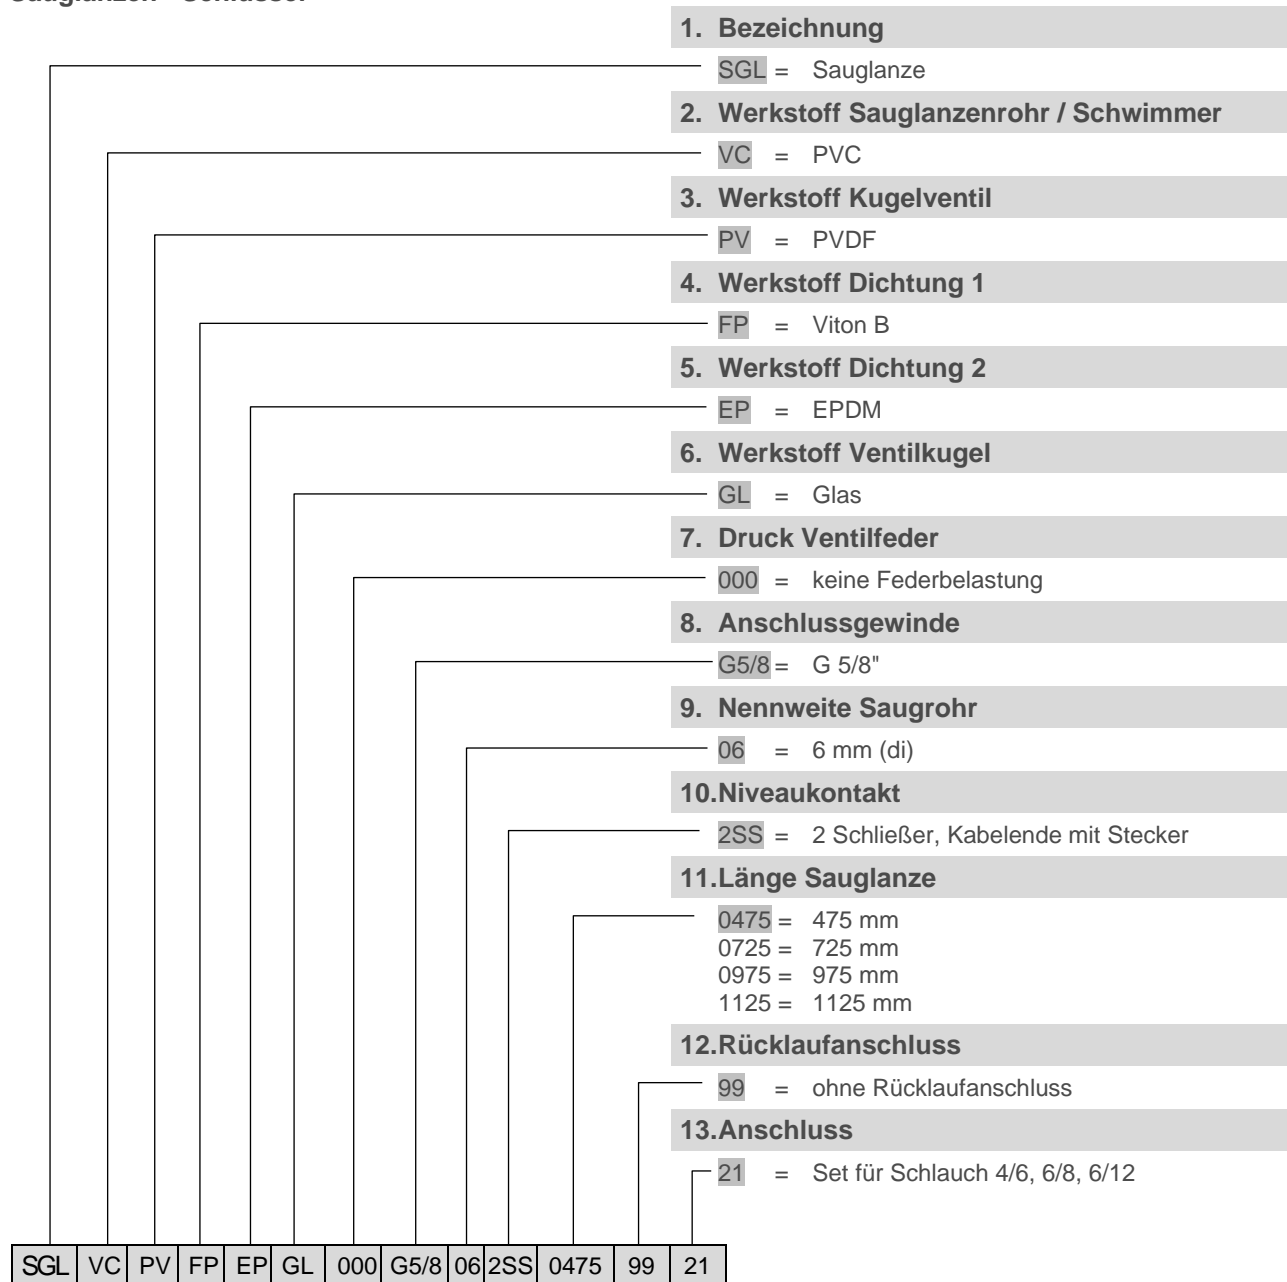 1. Bezeichnung
SGL = Sauglanze
2. Werkstoff Sauglanzenrohr / Schwimmer
VC = PVC
3. Werkstoff Kugelventil
PV = PVDF
4. Werkstoff Dichtung 1
FP = Viton B
5. Werkstoff Dichtung 2
EP = EPDM
6. Werkstoff Ventilkugel
GL = Glas
7. Druck Ventilfeder
000 = keine Federbelastung
8. Anschlussgewinde
G5/8 = G 5/8"
9. Nennweite Saugrohr
06 = 6 mm (di)
10.Niveaukontakt
2SS = 2 Schließer, Kabelende mit Stecker
11.Länge Sauglanze
0475 = 475 mm
0725 = 725 mm
0975 = 975 mm
1125 = 1125 mm
12.Rücklaufanschluss
99 = ohne Rücklaufanschluss
13.Anschluss
21 = Set für Schlauch 4/6, 6/8, 6/12
SGL VC PV FP EP GL 000 G5/8 06 2SS 0475 99 21